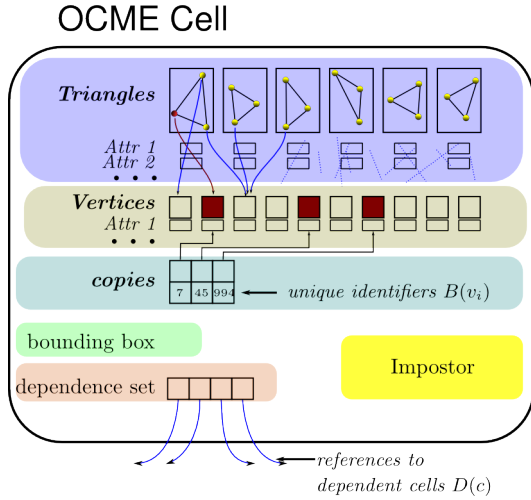 OCME Cell
Triangles
Attr 1
Attr 2
• • •
Vertices
Attr 1
• • •
copies
7 45 994
unique identifiers B(vᵢ)
bounding box
dependence set
Impostor
references to
dependent cells D(c)